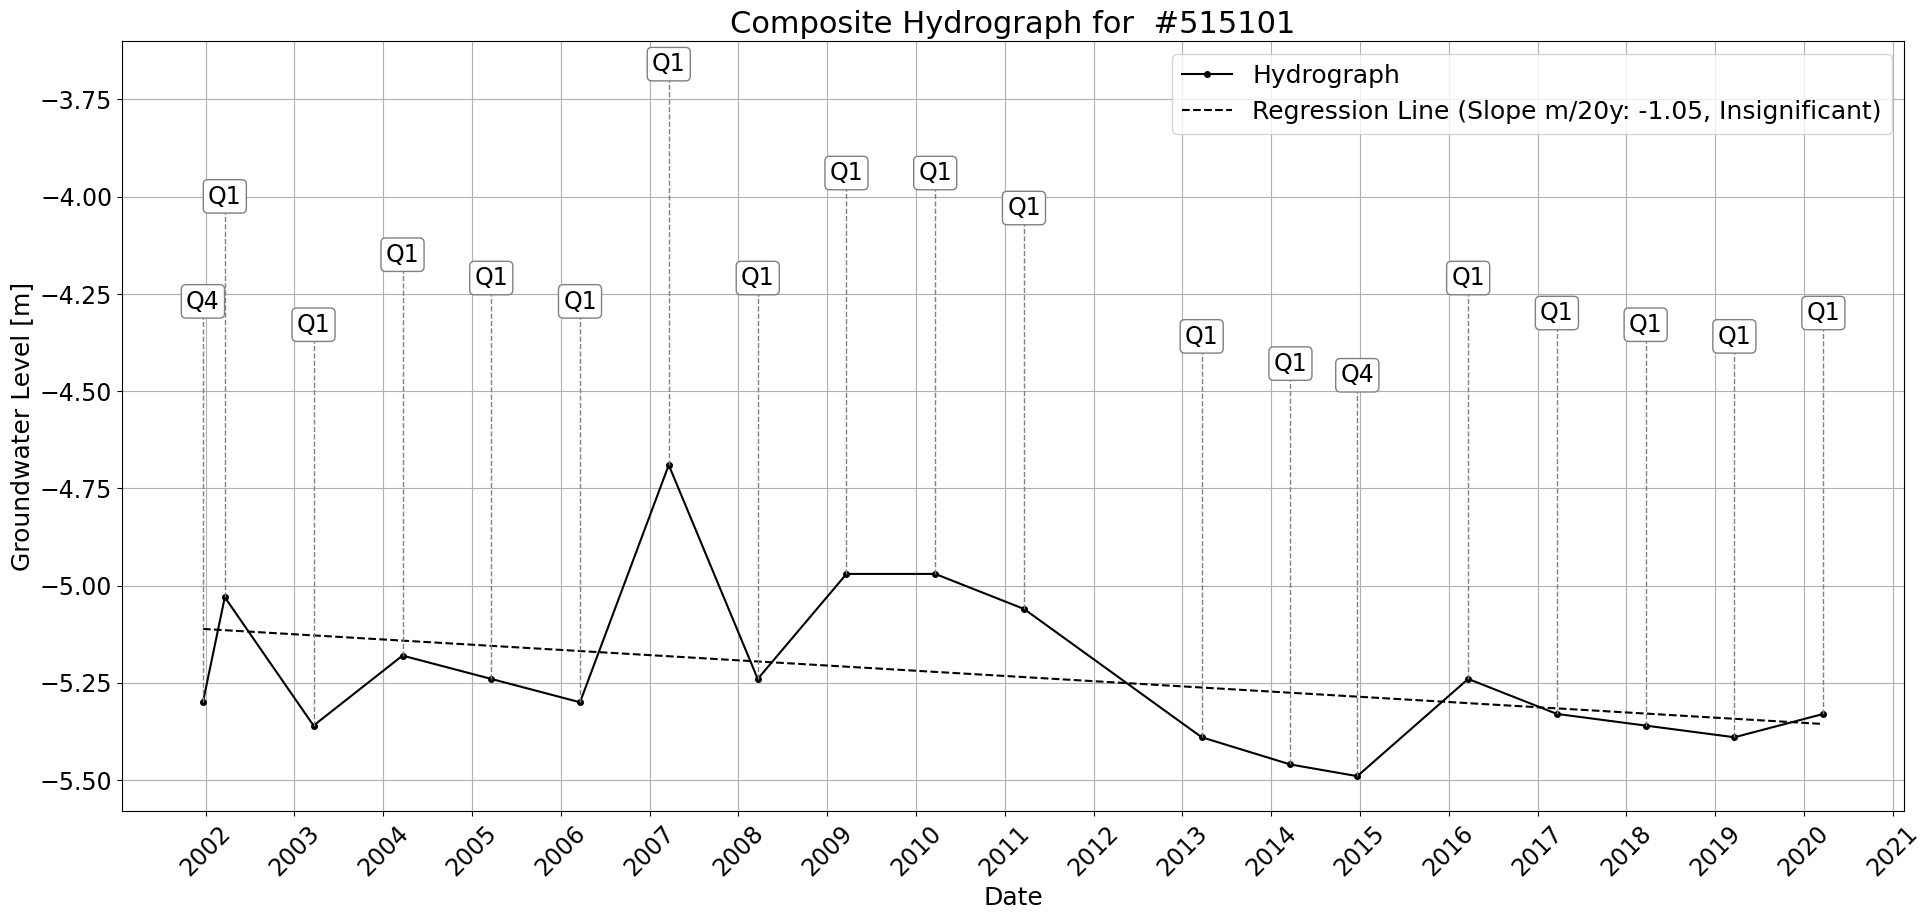 Composite Hydrograph for  #515101
Hydrograph
Regression Line (Slope m/20y: -1.05, Insignificant)
Groundwater Level [m]
−3.75
−4.00
−4.25
−4.50
−4.75
−5.00
−5.25
−5.50
Q4
Q1
Q1
Q1
Q1
Q1
Q1
Q1
Q1
Q1
Q1
Q1
Q1
Q4
Q1
Q1
Q1
Q1
Q1
2002
2003
2004
2005
2006
2007
2008
2009
2010
2011
2012
2013
2014
2015
2016
2017
2018
2019
2020
2021
Date